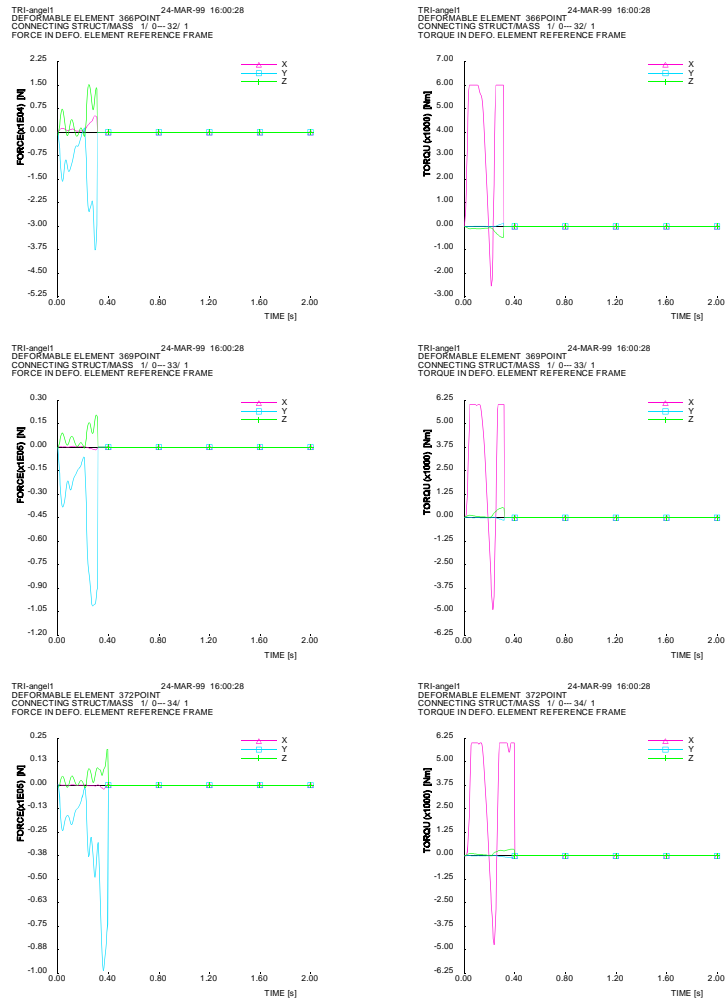 TRI-angel1 24-MAR-99 16:00:28
DEFORMABLE ELEMENT 366POINT
CONNECTING STRUCT/MASS 1/ 0--- 32/ 1
FORCE IN DEFO. ELEMENT REFERENCE FRAME
X
Y
Z
FORCE(x1E04) [N]
2.25
1.50
0.75
0.00
-0.75
-1.50
-2.25
-3.00
-3.75
-4.50
-5.25
0.00 0.40 0.80 1.20 1.60 2.00
TIME [s]
TRI-angel1 24-MAR-99 16:00:28
DEFORMABLE ELEMENT 366POINT
CONNECTING STRUCT/MASS 1/ 0--- 32/ 1
TORQUE IN DEFO. ELEMENT REFERENCE FRAME
X
Y
Z
TORQU (x1000) [Nm]
7.00
6.00
5.00
4.00
3.00
2.00
1.00
0.00
-1.00
-2.00
-3.00
0.00 0.40 0.80 1.20 1.60 2.00
TIME [s]
TRI-angel1 24-MAR-99 16:00:28
DEFORMABLE ELEMENT 369POINT
CONNECTING STRUCT/MASS 1/ 0--- 33/ 1
FORCE IN DEFO. ELEMENT REFERENCE FRAME
X
Y
Z
FORCE(x1E05) [N]
0.30
0.15
0.00
-0.15
-0.30
-0.45
-0.60
-0.75
-0.90
-1.05
-1.20
0.00 0.40 0.80 1.20 1.60 2.00
TIME [s]
TRI-angel1 24-MAR-99 16:00:28
DEFORMABLE ELEMENT 369POINT
CONNECTING STRUCT/MASS 1/ 0--- 33/ 1
TORQUE IN DEFO. ELEMENT REFERENCE FRAME
X
Y
Z
TORQU (x1000) [Nm]
6.25
5.00
3.75
2.50
1.25
0.00
-1.25
-2.50
-3.75
-5.00
-6.25
0.00 0.40 0.80 1.20 1.60 2.00
TIME [s]
TRI-angel1 24-MAR-99 16:00:28
DEFORMABLE ELEMENT 372POINT
CONNECTING STRUCT/MASS 1/ 0--- 34/ 1
FORCE IN DEFO. ELEMENT REFERENCE FRAME
X
Y
Z
FORCE(x1E05) [N]
0.25
0.13
0.00
-0.13
-0.25
-0.38
-0.50
-0.63
-0.75
-0.88
-1.00
0.00 0.40 0.80 1.20 1.60 2.00
TIME [s]
TRI-angel1 24-MAR-99 16:00:28
DEFORMABLE ELEMENT 372POINT
CONNECTING STRUCT/MASS 1/ 0--- 34/ 1
TORQUE IN DEFO. ELEMENT REFERENCE FRAME
X
Y
Z
TORQU (x1000) [Nm]
6.25
5.00
3.75
2.50
1.25
0.00
-1.25
-2.50
-3.75
-5.00
-6.25
0.00 0.40 0.80 1.20 1.60 2.00
TIME [s]